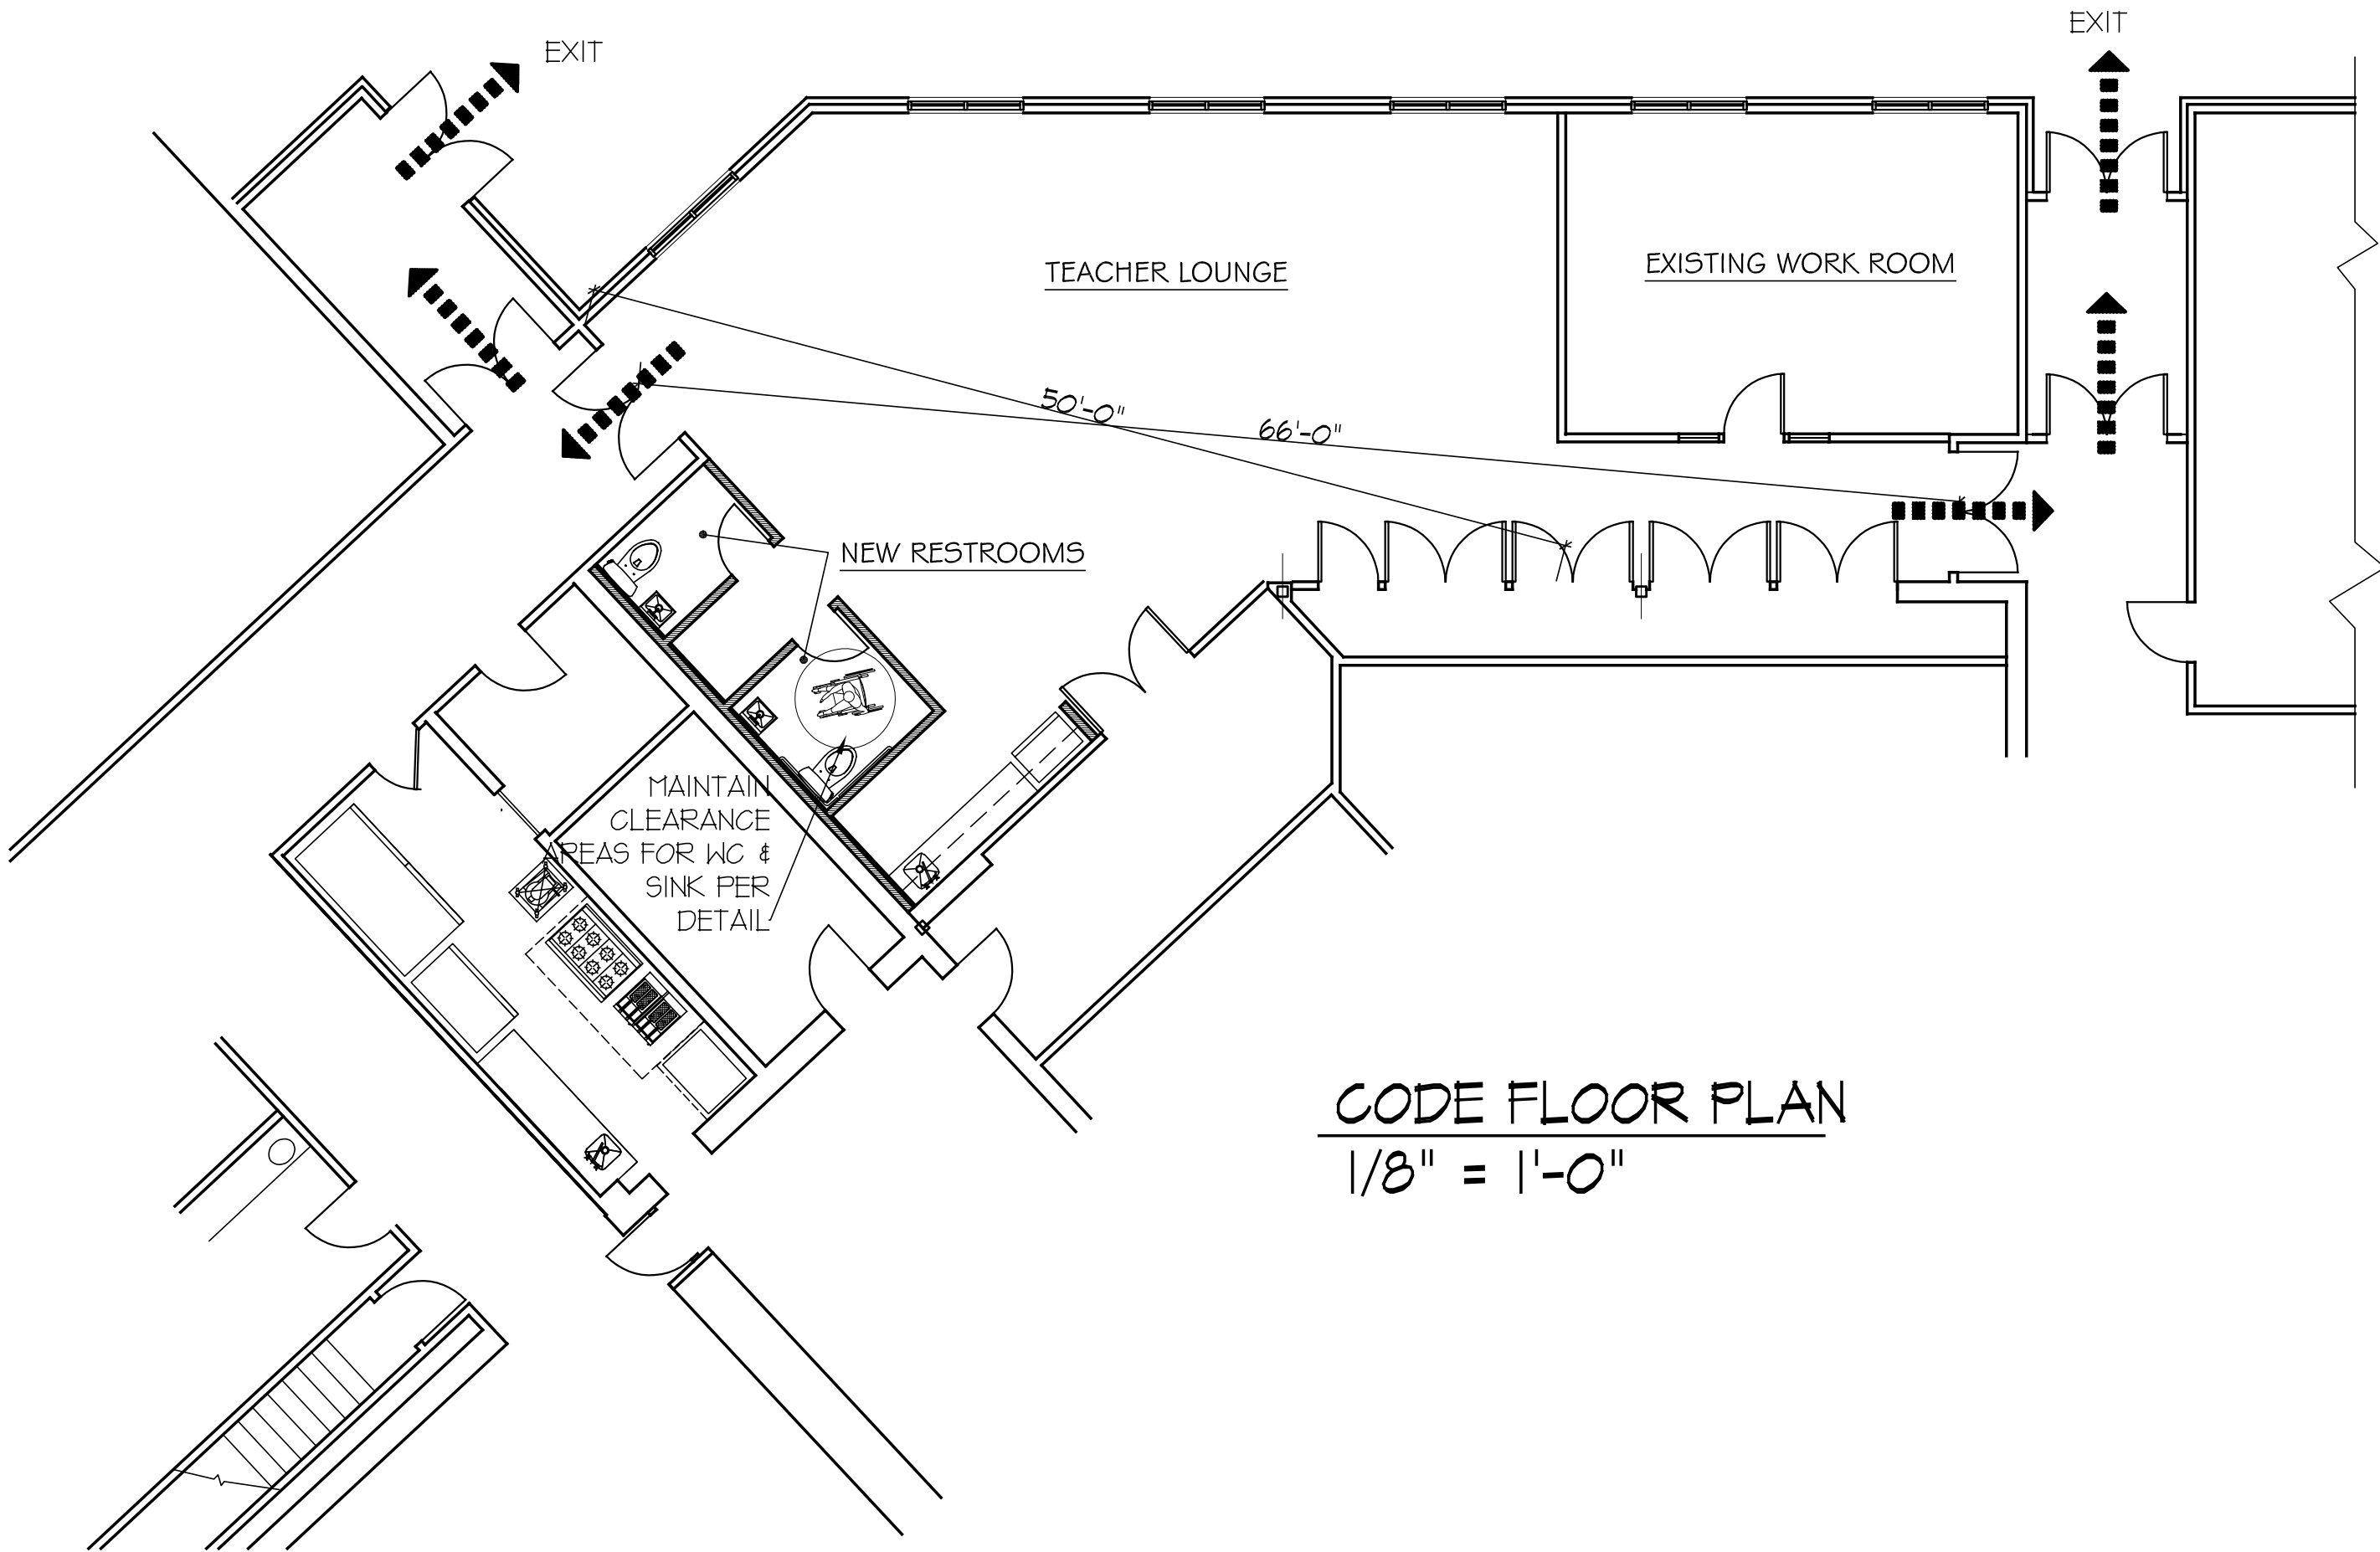 EXIT
EXIT
TEACHER LOUNGE
EXISTING WORK ROOM
50'-0"
66'-0"
NEW RESTROOMS
MAINTAIN
CLEARANCE
AREAS FOR WC &
SINK PER
DETAIL
CODE FLOOR PLAN
1/8" = 1'-0"